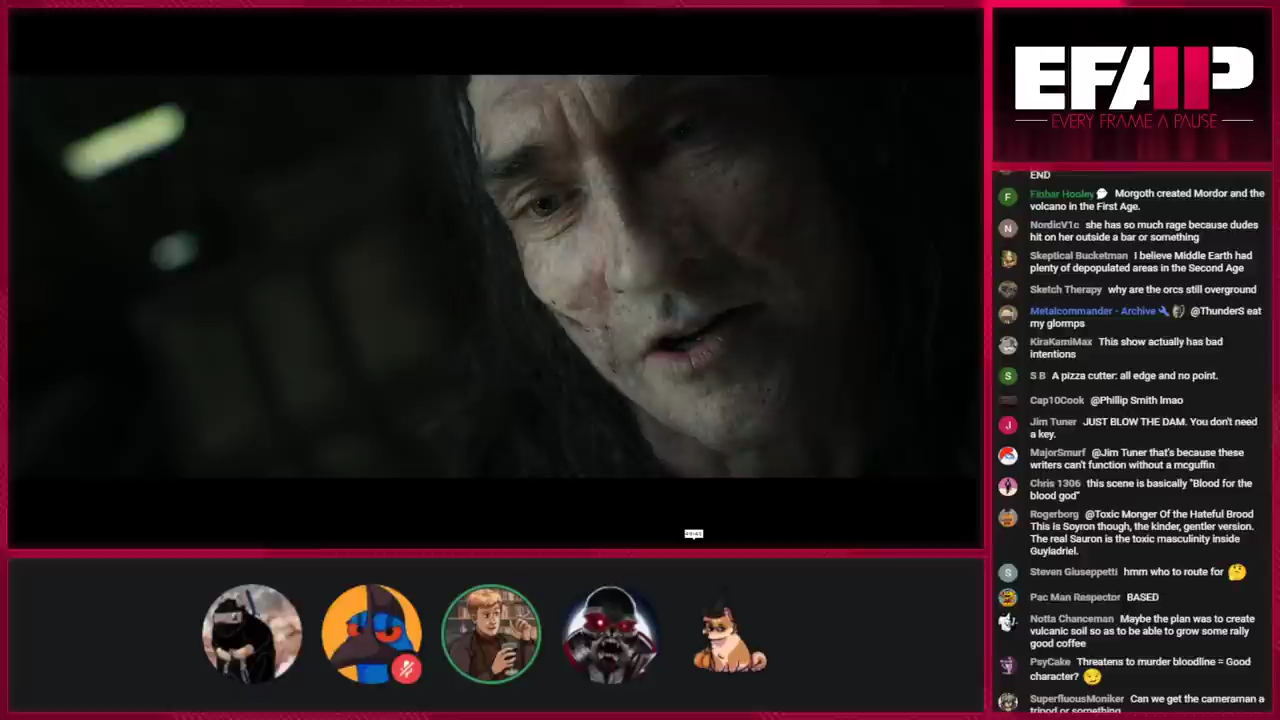 EFAP
EVERY FRAME A PAUSE
END
Finbar Hooley Morgoth created Mordor and the
volcano in the First Age.
NordicV1c she has so much rage because dudes
hit on her outside a bar or something
Skeptical Bucketman I believe Middle Earth had
plenty of depopulated areas in the Second Age
Sketch Therapy why are the orcs still overground
Metalcommander - Archive @ThunderS eat
my glormps
KiraKamiMax This show actually has bad
intentions
S B A pizza cutter: all edge and no point.
Cap10Cook @Phillip Smith lmao
Jim Tuner JUST BLOW THE DAM. You don't need
a key.
MajorSmurf @Jim Tuner that's because these
writers can't function without a mcguffin
Chris 1306 this scene is basically "Blood for the
blood god"
Rogerborg @Toxic Monger Of the Hateful Brood
This is Soyron though, the kinder, gentler version.
The real Sauron is the toxic masculinity inside
Guyladriel.
Steven Giuseppetti hmm who to route for 🤔
Pac Man Respector BASED
Notta Chanceman Maybe the plan was to create
vulcanic soil so as to be able to grow some rally
good coffee
PsyCake Threatens to murder bloodline = Good
character? 😏
SuperfluousMoniker Can we get the cameraman a
tripod or something